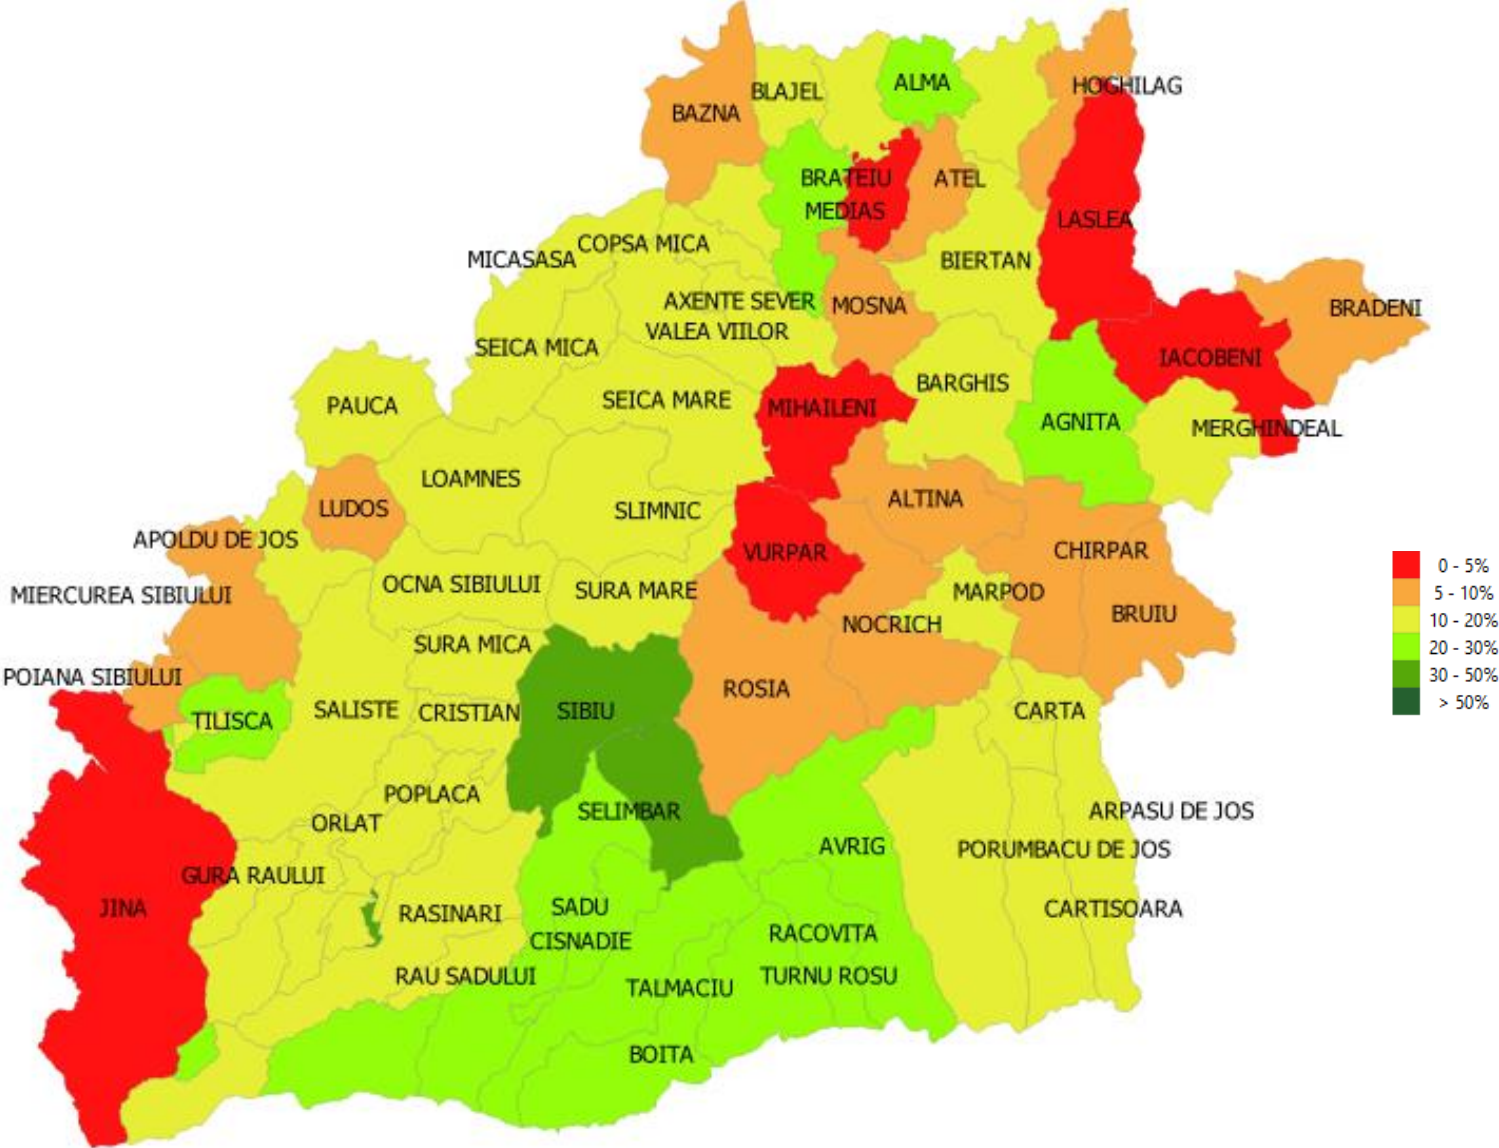 HOGHILAG
ALMA
BLAJEL
BAZNA
BRATEIU
ATEL
MEDIAS
LASLEA
COPSA MICA
MICASASA
BIERTAN
AXENTE SEVER
MOSNA
BRADENI
VALEA VIILOR
SEICA MICA
IACOBENI
BARGHIS
SEICA MARE
PAUCA
MIHAILENI
AGNITA
MERGHINDEAL
LOAMNES
ALTINA
LUDOS
SLIMNIC
APOLDU DE JOS
VURPAR
CHIRPAR
OCNA SIBIULUI
SURA MARE
MARPOD
MIERCUREA SIBIULUI
BRUIU
NOCRICH
SURA MICA
POIANA SIBIULUI
ROSIA
SALISTE
CRISTIAN
SIBIU
CARTA
TILISCA
POPLACA
SELIMBAR
ARPASU DE JOS
ORLAT
AVRIG
PORUMBACU DE JOS
GURA RAULUI
JINA
RASINARI
SADU
CARTISOARA
CISNADIE
RACOVITA
RAU SADULUI
TURNU ROSU
TALMACIU
BOITA
0 - 5%
5 - 10%
10 - 20%
20 - 30%
30 - 50%
> 50%